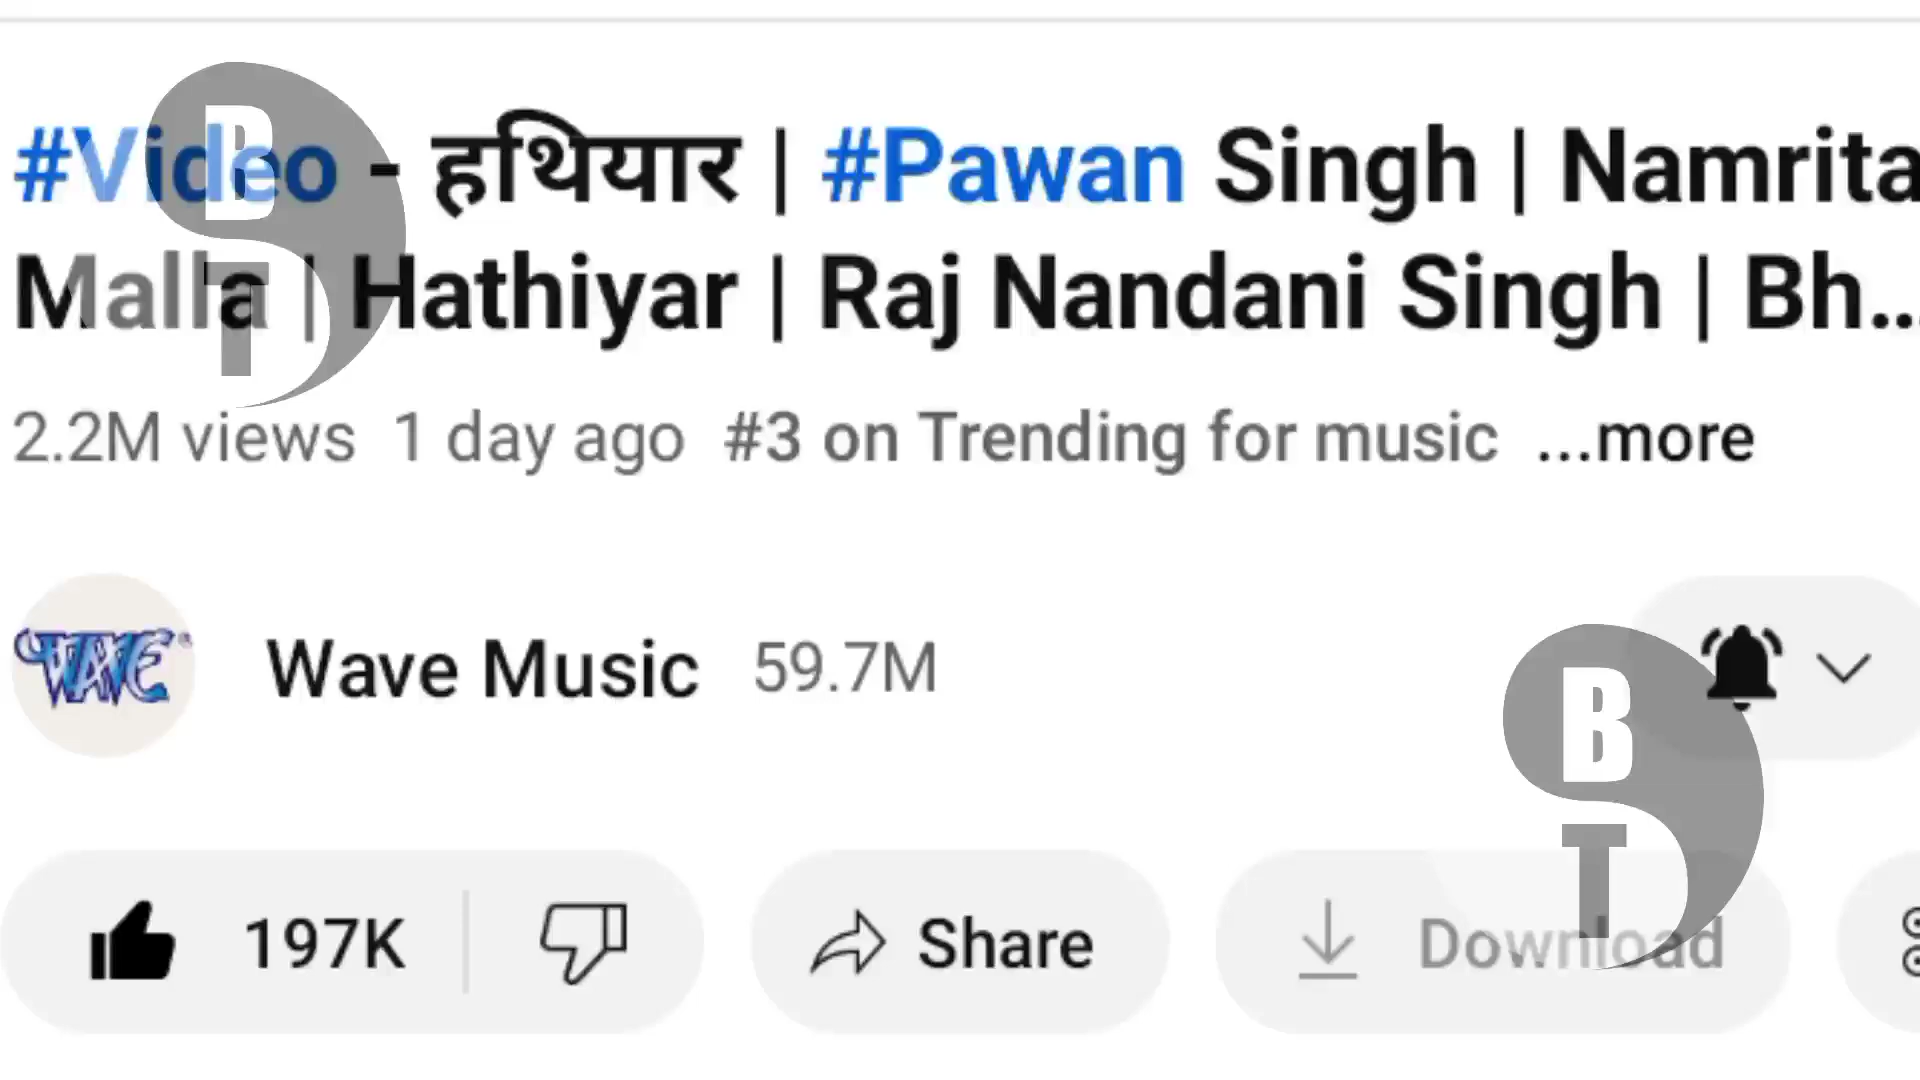 #Video - हथियार | #Pawan Singh | Namrita
Malla | Hathiyar | Raj Nandani Singh | Bh...
2.2M views 1 day ago #3 on Trending for music ...more
WAVE
Wave Music 59.7M
197K Share Download
B
T
B
T